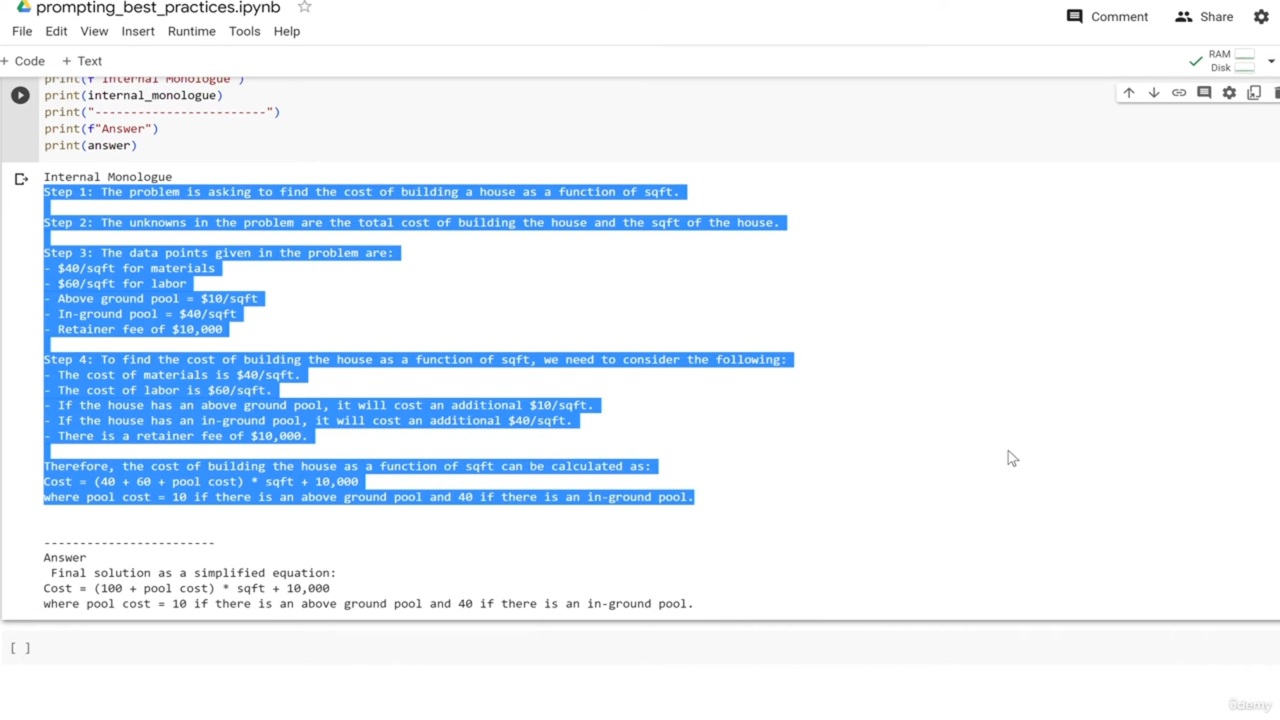 prompting_best_practices.ipynb
Comment
Share
File Edit View Insert Runtime Tools Help
+ Code + Text
RAM
Disk
print(f"Internal Monologue")
print(internal_monologue)
print("------------------------")
print(f"Answer")
print(answer)
Internal Monologue
Step 1: The problem is asking to find the cost of building a house as a function of sqft.
Step 2: The unknowns in the problem are the total cost of building the house and the sqft of the house.
Step 3: The data points given in the problem are:
- $40/sqft for materials
- $60/sqft for labor
- Above ground pool = $10/sqft
- In-ground pool = $40/sqft
- Retainer fee of $10,000
Step 4: To find the cost of building the house as a function of sqft, we need to consider the following:
- The cost of materials is $40/sqft.
- The cost of labor is $60/sqft.
- If the house has an above ground pool, it will cost an additional $10/sqft.
- If the house has an in-ground pool, it will cost an additional $40/sqft.
- There is a retainer fee of $10,000.
Therefore, the cost of building the house as a function of sqft can be calculated as:
Cost = (40 + 60 + pool cost) * sqft + 10,000
where pool cost = 10 if there is an above ground pool and 40 if there is an in-ground pool.
------------------------
Answer
Final solution as a simplified equation:
Cost = (100 + pool cost) * sqft + 10,000
where pool cost = 10 if there is an above ground pool and 40 if there is an in-ground pool.
[ ]
ûdemy